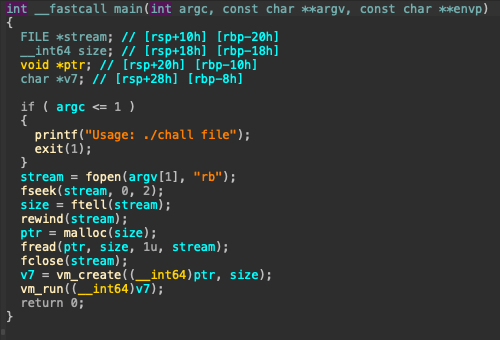 int __fastcall main(int argc, const char **argv, const char **envp)
{
  FILE *stream; // [rsp+10h] [rbp-20h]
  __int64 size; // [rsp+18h] [rbp-18h]
  void *ptr; // [rsp+20h] [rbp-10h]
  char *v7; // [rsp+28h] [rbp-8h]

  if ( argc <= 1 )
  {
    printf("Usage: ./chall file");
    exit(1);
  }
  stream = fopen(argv[1], "rb");
  fseek(stream, 0, 2);
  size = ftell(stream);
  rewind(stream);
  ptr = malloc(size);
  fread(ptr, size, 1u, stream);
  fclose(stream);
  v7 = vm_create((__int64)ptr, size);
  vm_run((__int64)v7);
  return 0;
}